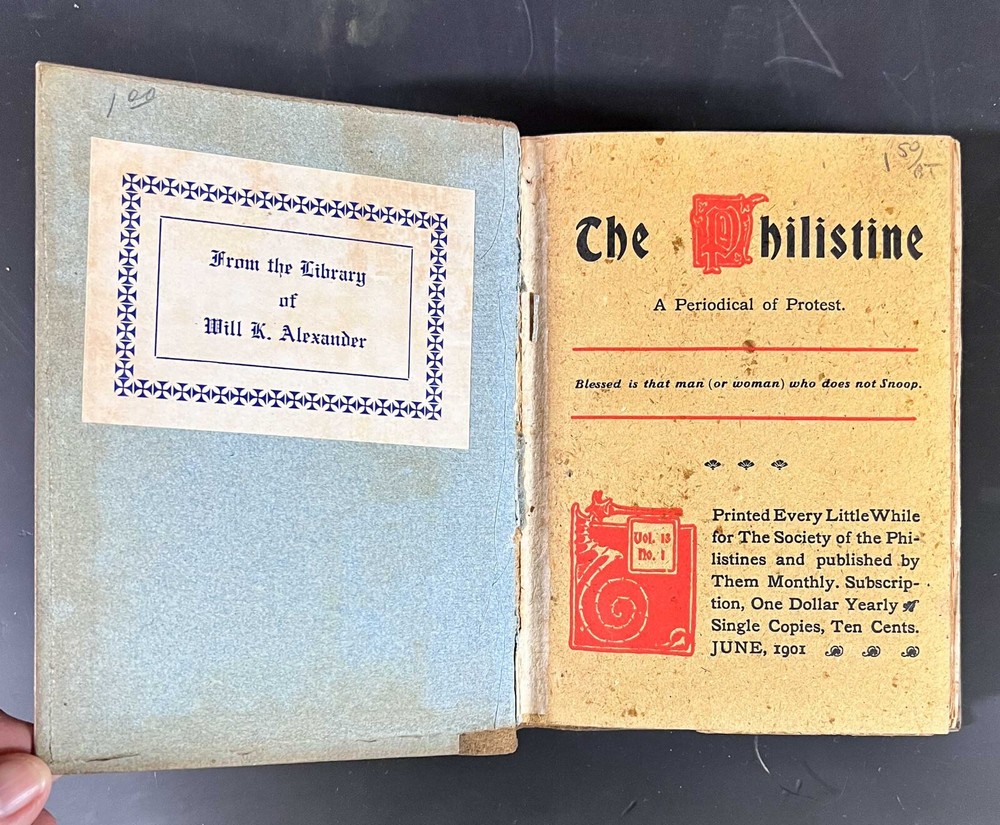 1 00
From the Library
of
Will K. Alexander
1 50/
The Philistine
A Periodical of Protest.
Blessed is that man (or woman) who does not Snoop.
Vol. 13
No. 1
Printed Every Little While
for The Society of the Phi-
listines and published by
Them Monthly. Subscrip-
tion, One Dollar Yearly
Single Copies, Ten Cents.
JUNE, 1901